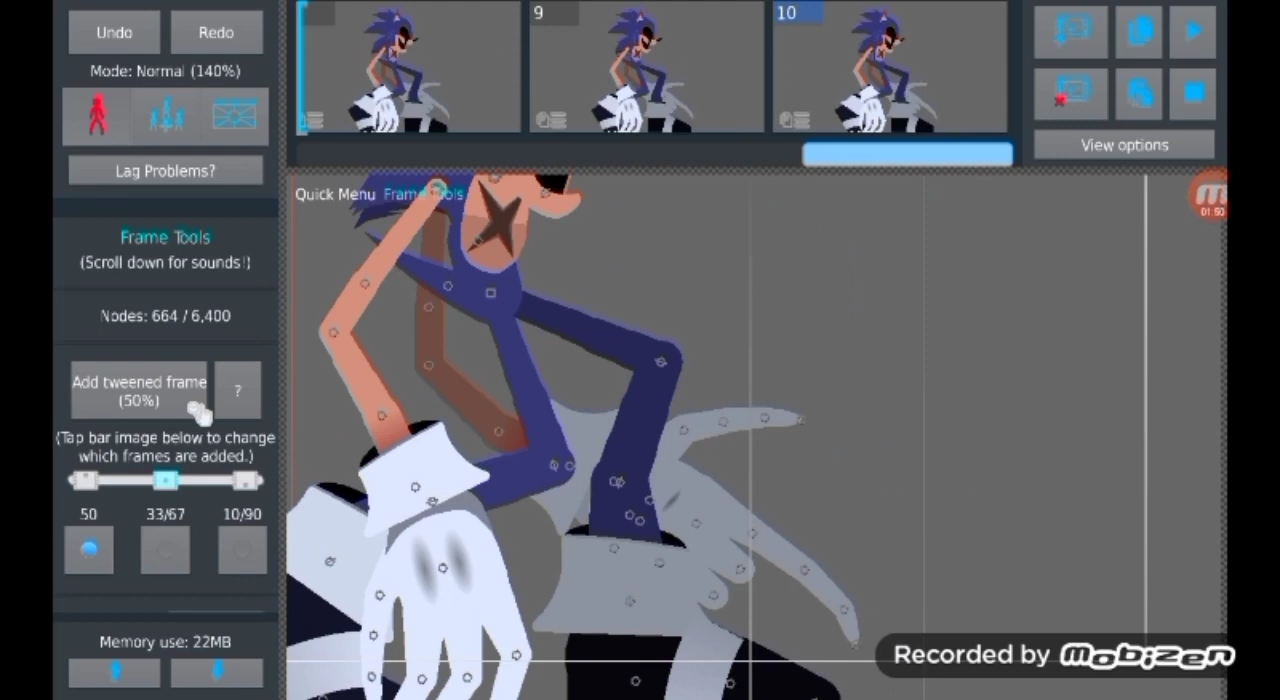 Undo
Redo
Mode: Normal (140%)
Lag Problems?
Frame Tools
(Scroll down for sounds!)
Nodes: 664 / 6,400
Add tweened frame
(50%)
?
(Tap bar image below to change
which frames are added.)
50
33/67
10/90
Memory use: 22MB
9
10
View options
Quick Menu
Frame Tools
01:50
Recorded by Mobizen